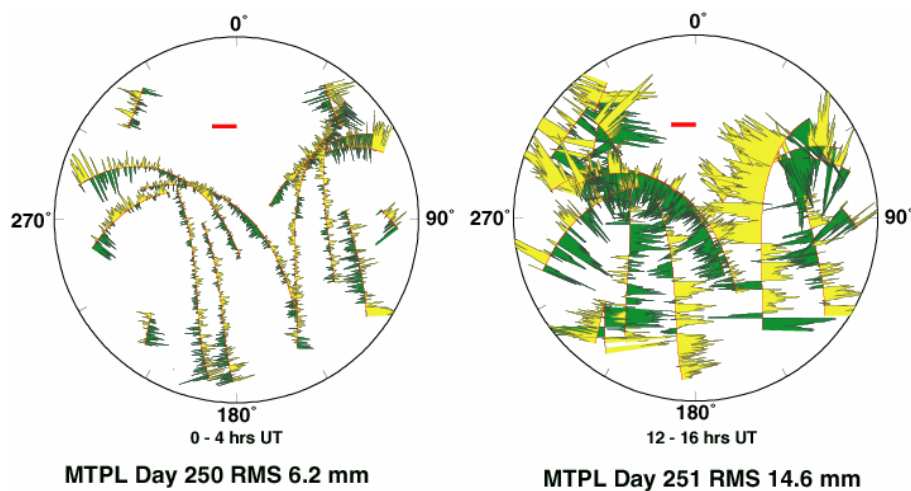 0°
270°
90°
180°
0 - 4 hrs UT
MTPL Day 250 RMS 6.2 mm
0°
270°
90°
180°
12 - 16 hrs UT
MTPL Day 251 RMS 14.6 mm